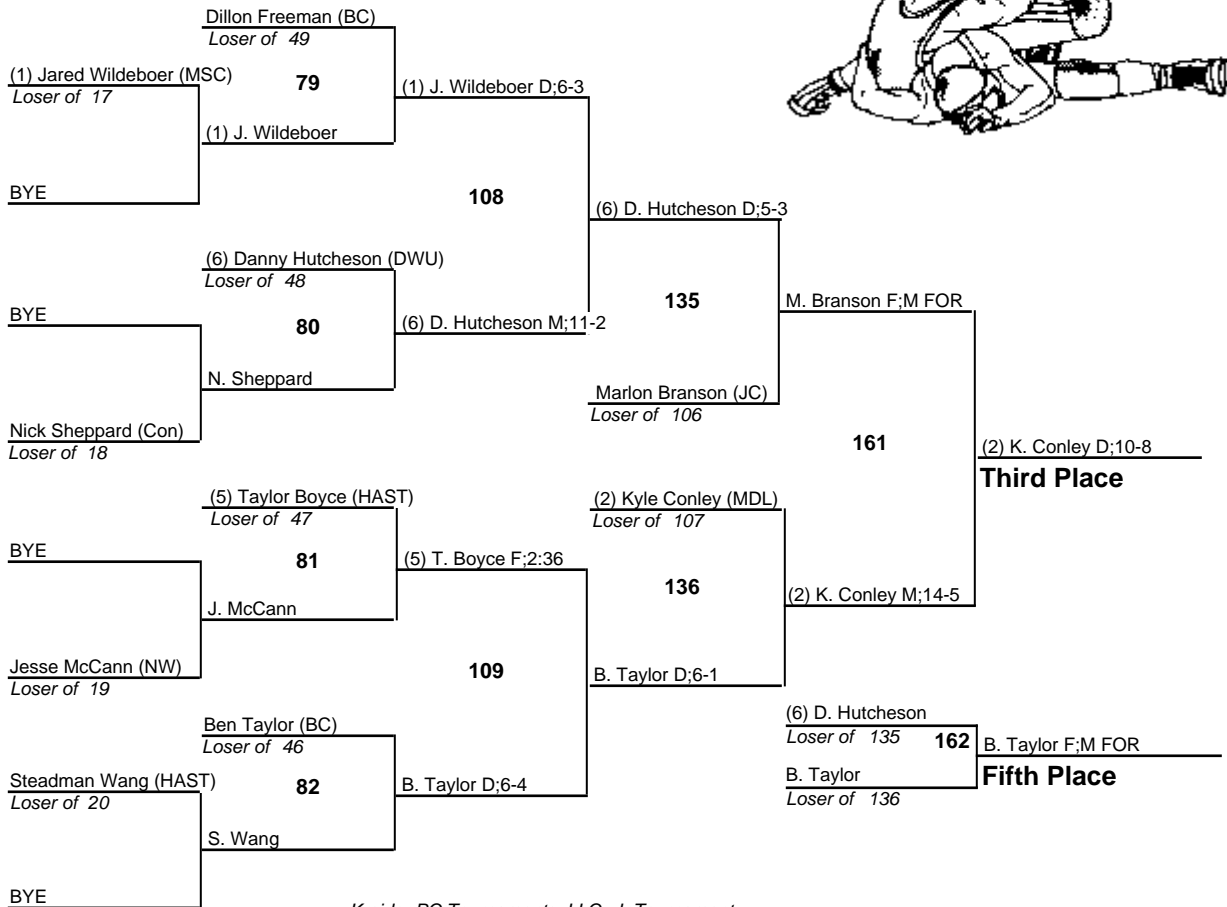 Dillon Freeman (BC)
Loser of 49
(1) Jared Wildeboer (MSC)
Loser of 17
79
(1) J. Wildeboer D;6-3
(1) J. Wildeboer
BYE
108
(6) D. Hutcheson D;5-3
(6) Danny Hutcheson (DWU)
Loser of 48
BYE
80
(6) D. Hutcheson M;11-2
135
M. Branson F;M FOR
N. Sheppard
Marlon Branson (JC)
Loser of 106
Nick Sheppard (Con)
Loser of 18
161
(2) K. Conley D;10-8
Third Place
(5) Taylor Boyce (HAST)
Loser of 47
(2) Kyle Conley (MDL)
Loser of 107
BYE
81
(5) T. Boyce F;2:36
136
(2) K. Conley M;14-5
J. McCann
Jesse McCann (NW)
Loser of 19
109
B. Taylor D;6-1
Ben Taylor (BC)
Loser of 46
(6) D. Hutcheson
Loser of 135
162
B. Taylor F;M FOR
Fifth Place
Steadman Wang (HAST)
Loser of 20
82
B. Taylor D;6-4
B. Taylor
Loser of 136
S. Wang
BYE